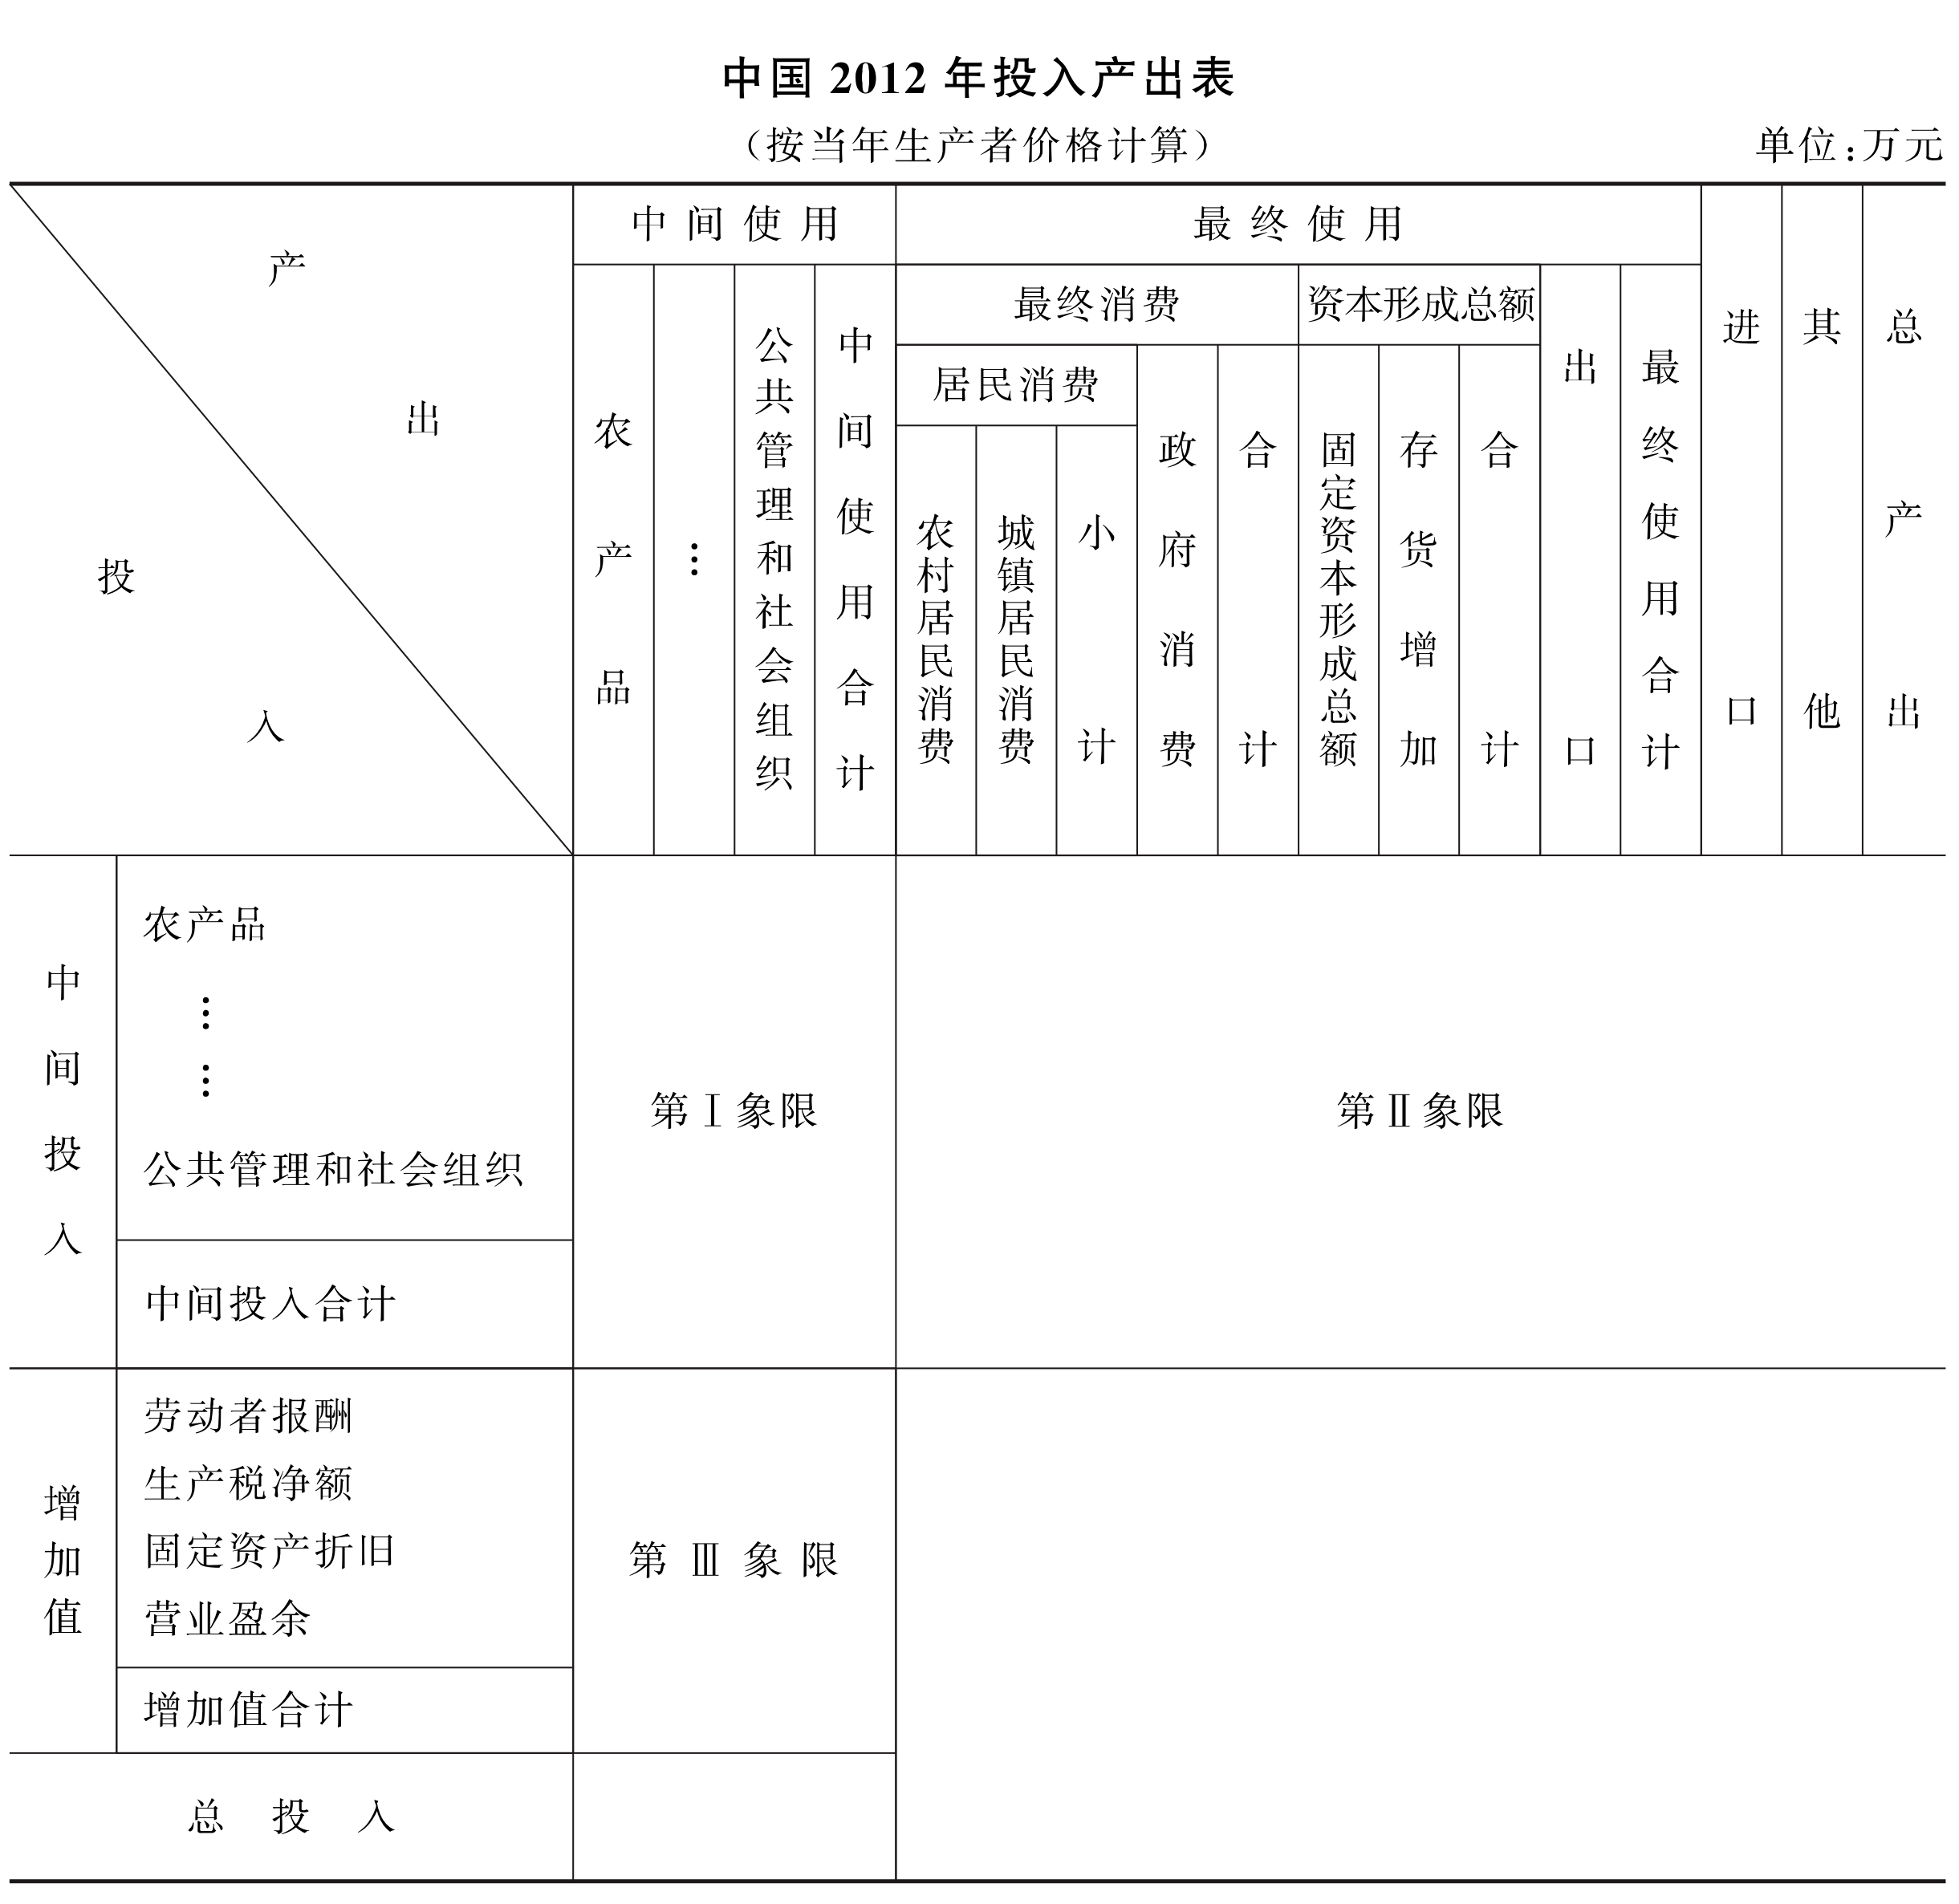 中国 2012 年投入产出表
（按当年生产者价格计算）
单位：万元
产
出
投
入
中间使用
最终使用
进口
其他
总产出
农产品
⋮
公共管理和社会组织
中间使用合计
最终消费
资本形成总额
出口
最终使用合计
居民消费
政府消费
合计
固定资本形成总额
存货增加
合计
农村居民消费
城镇居民消费
小计
中间投入
农产品
⋮
⋮
公共管理和社会组织
中间投入合计
第Ⅰ象限
第Ⅱ象限
增加值
劳动者报酬
生产税净额
固定资产折旧
营业盈余
增加值合计
第Ⅲ象限
总投入